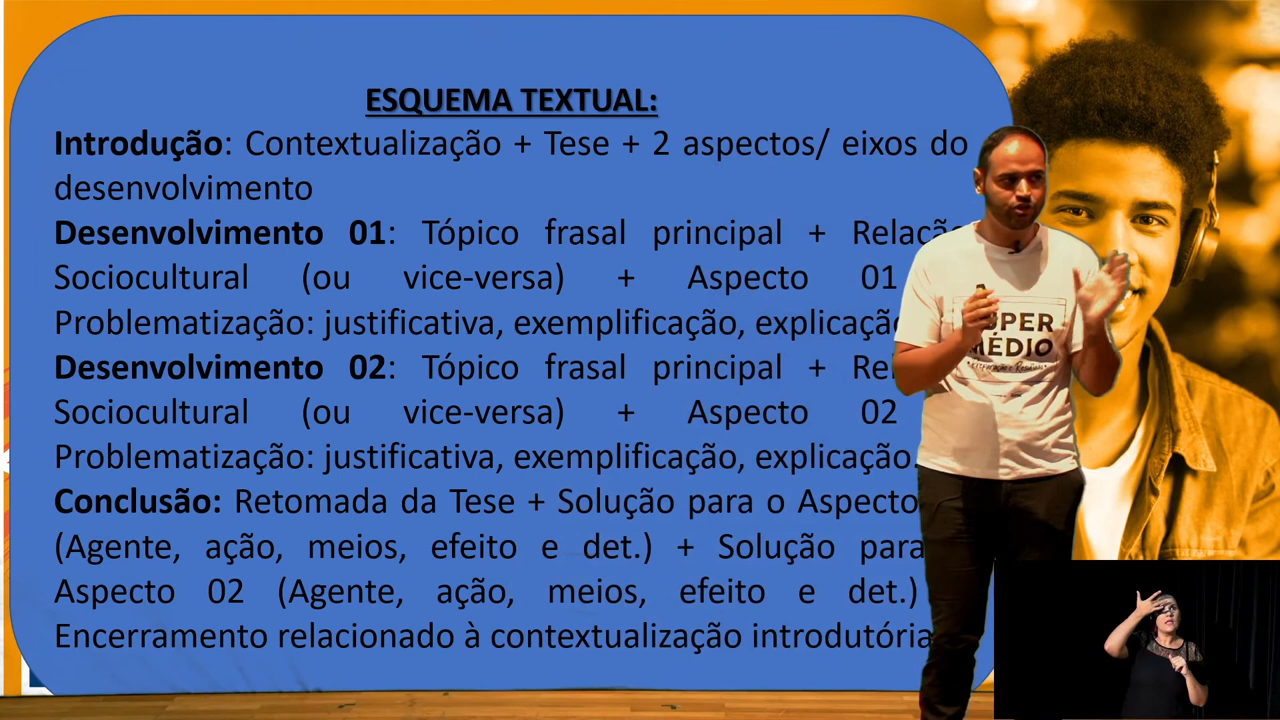 ESQUEMA TEXTUAL:
Introdução: Contextualização + Tese + 2 aspectos/ eixos do
desenvolvimento
Desenvolvimento 01: Tópico frasal principal + Relação
Sociocultural (ou vice-versa) + Aspecto 01
Problematização: justificativa, exemplificação, explicação
Desenvolvimento 02: Tópico frasal principal +
Sociocultural (ou vice-versa) + Aspecto 02
Problematização: justificativa, exemplificação, explicação.
Conclusão: Retomada da Tese + Solução para o Aspecto
(Agente, ação, meios, efeito e det.) + Solução para
Aspecto 02 (Agente, ação, meios, efeito e det.)
Encerramento relacionado à contextualização introdutória
MÉDIO